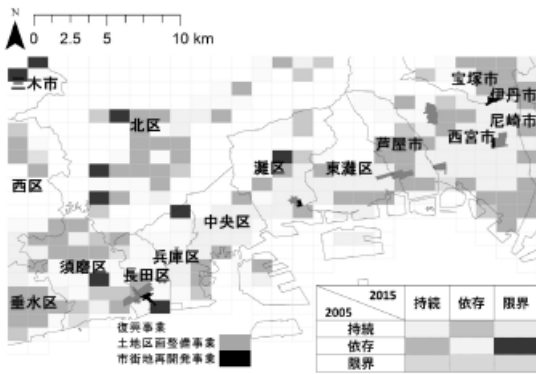 N
0 2.5 5 10 km
三木市
宝塚市
伊丹市
尼崎市
北区
西宮市
芦屋市
西区
灘区
東灘区
中央区
兵庫区
須磨区
長田区
垂水区
復興事業
土地区画整備事業
市街地再開発事業
2015
2005
持続 依存 限界
持続
依存
限界